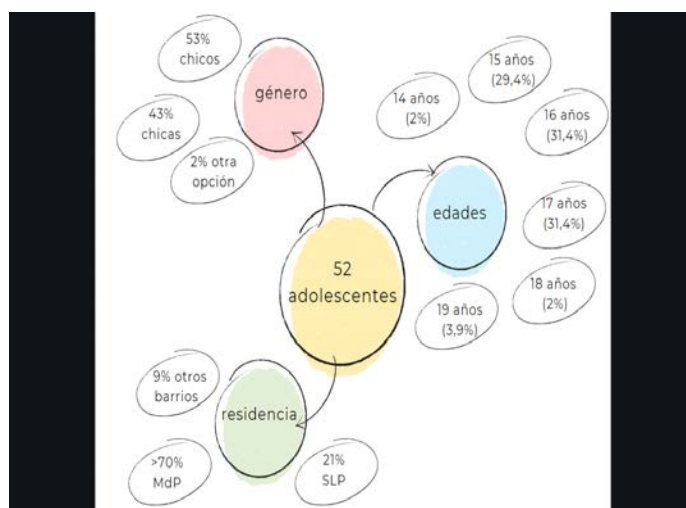 53%
chicos
género
43%
chicas
2% otra
opción
15 años
(29,4%)
14 años
(2%)
16 años
(31,4%)
17 años
(31,4%)
edades
18 años
(2%)
19 años
(3,9%)
52
adolescentes
9% otros
barrios
residencia
>70%
MdP
21%
SLP